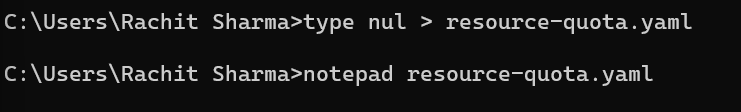 C:\Users\Rachit Sharma>type nul > resource-quota.yaml
C:\Users\Rachit Sharma>notepad resource-quota.yaml